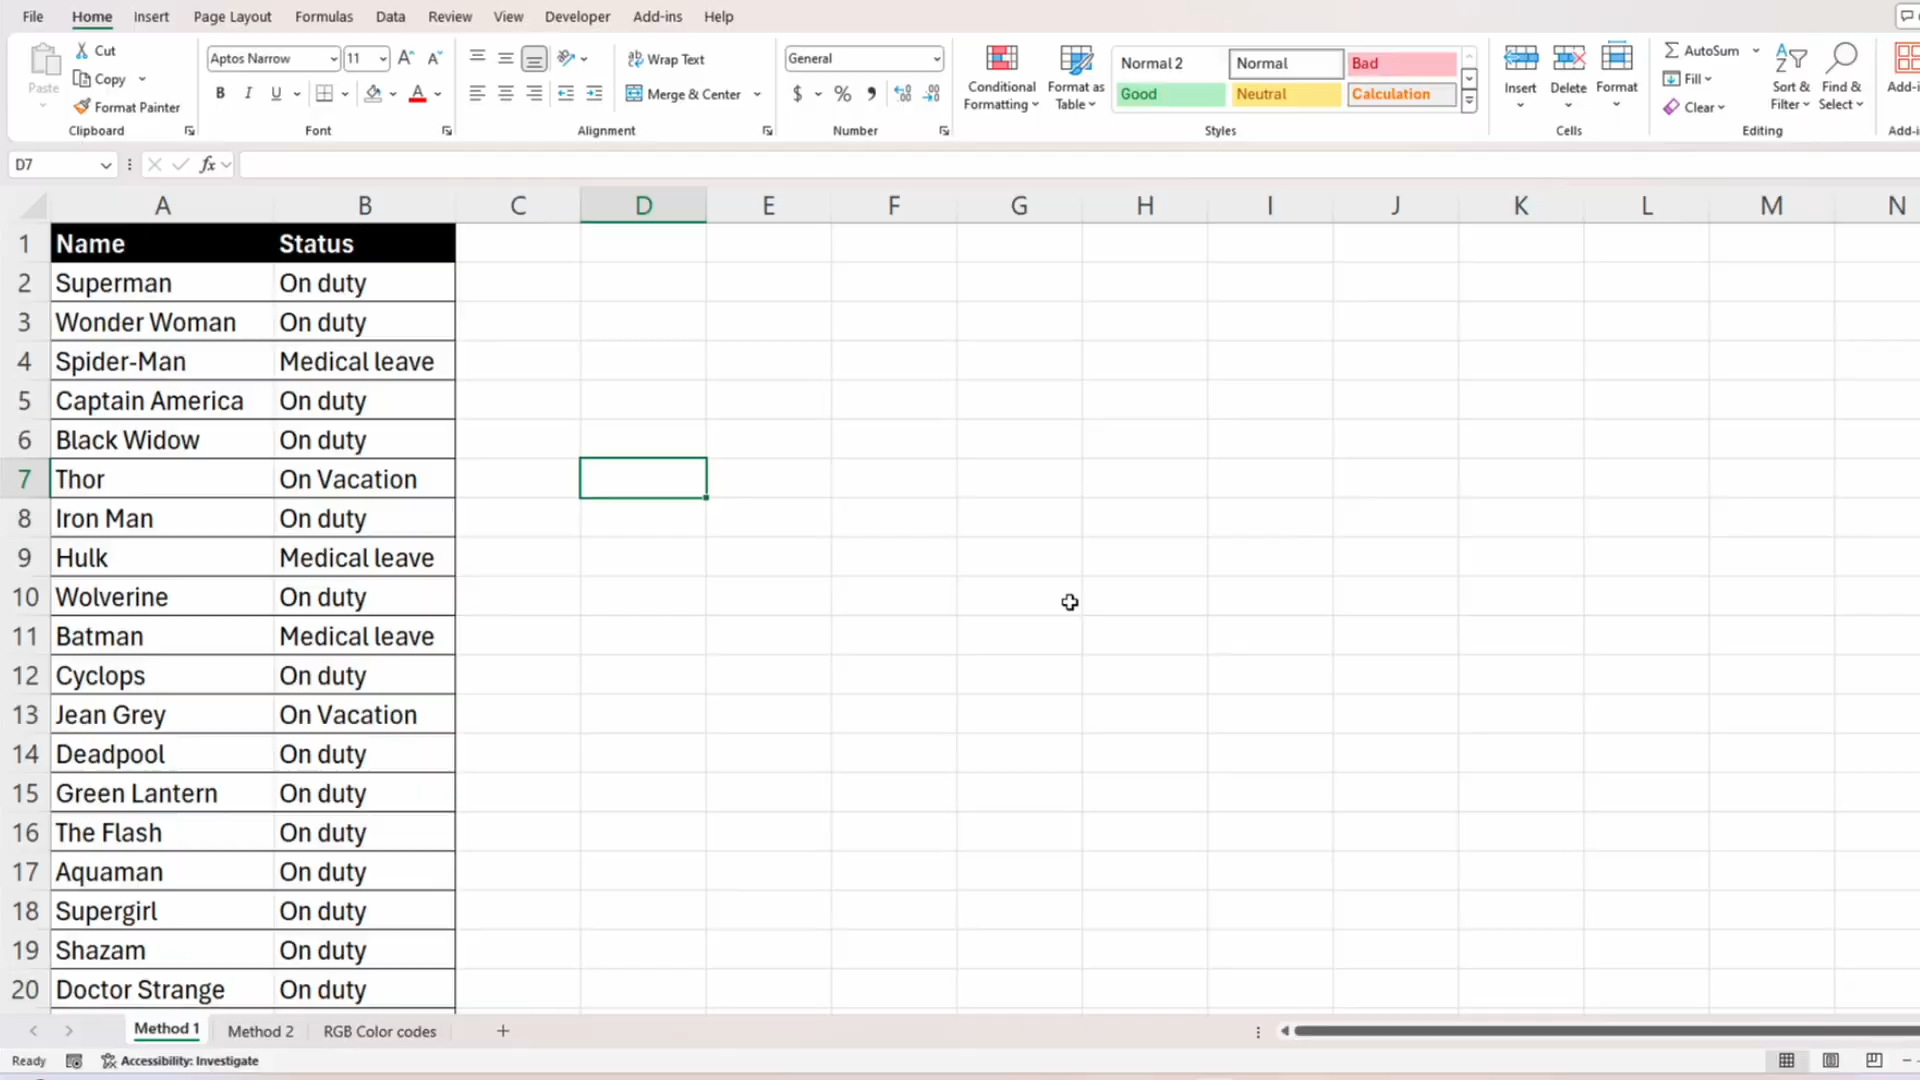 File Home Insert Page Layout Formulas Data Review View Developer Add-ins Help
Paste
Cut
Copy
Format Painter
Clipboard
Aptos Narrow 11
B I U
Font
Wrap Text
Merge & Center
Alignment
General
$ %
Number
Conditional Formatting
Format as Table
Normal 2 Normal Bad
Good Neutral Calculation
Styles
Insert Delete Format
Cells
AutoSum
Fill
Clear
Sort & Filter
Find & Select
Editing
Add-i
Add-i
D7 fx
A B C D E F G H I J K L M N
1 Name Status
2 Superman On duty
3 Wonder Woman On duty
4 Spider-Man Medical leave
5 Captain America On duty
6 Black Widow On duty
7 Thor On Vacation
8 Iron Man On duty
9 Hulk Medical leave
10 Wolverine On duty
11 Batman Medical leave
12 Cyclops On duty
13 Jean Grey On Vacation
14 Deadpool On duty
15 Green Lantern On duty
16 The Flash On duty
17 Aquaman On duty
18 Supergirl On duty
19 Shazam On duty
20 Doctor Strange On duty
Method 1 Method 2 RGB Color codes +
Ready Accessibility: Investigate